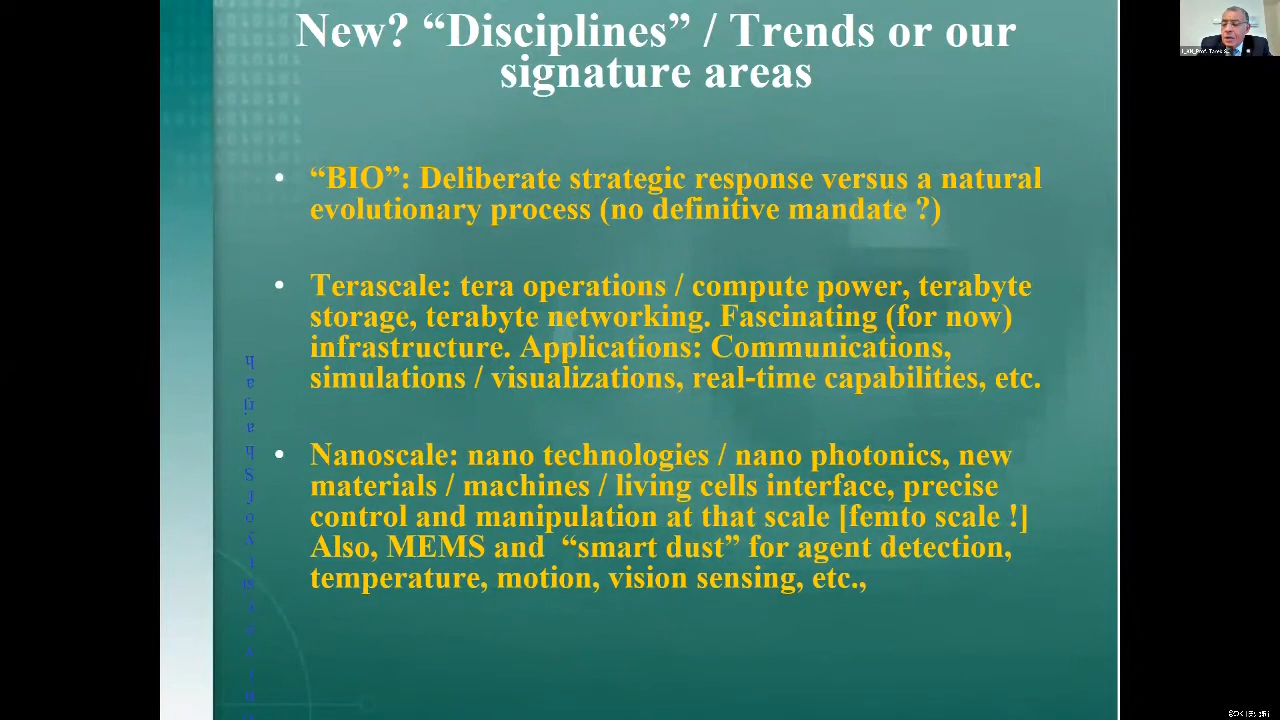 New? “Disciplines” / Trends or our
signature areas
• “BIO”: Deliberate strategic response versus a natural
evolutionary process (no definitive mandate ?)
• Terascale: tera operations / compute power, terabyte
storage, terabyte networking. Fascinating (for now)
infrastructure. Applications: Communications,
simulations / visualizations, real-time capabilities, etc.
• Nanoscale: nano technologies / nano photonics, new
materials / machines / living cells interface, precise
control and manipulation at that scale [femto scale !]
Also, MEMS and “smart dust” for agent detection,
temperature, motion, vision sensing, etc.,